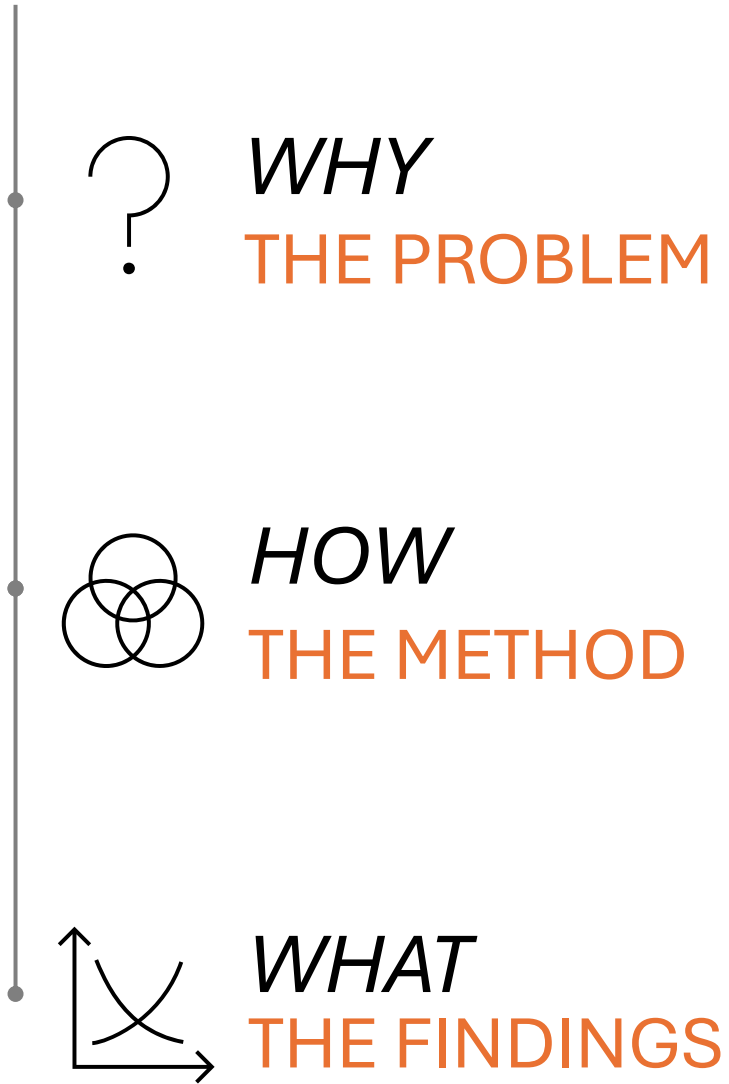 WHY
THE PROBLEM
HOW
THE METHOD
WHAT
THE FINDINGS